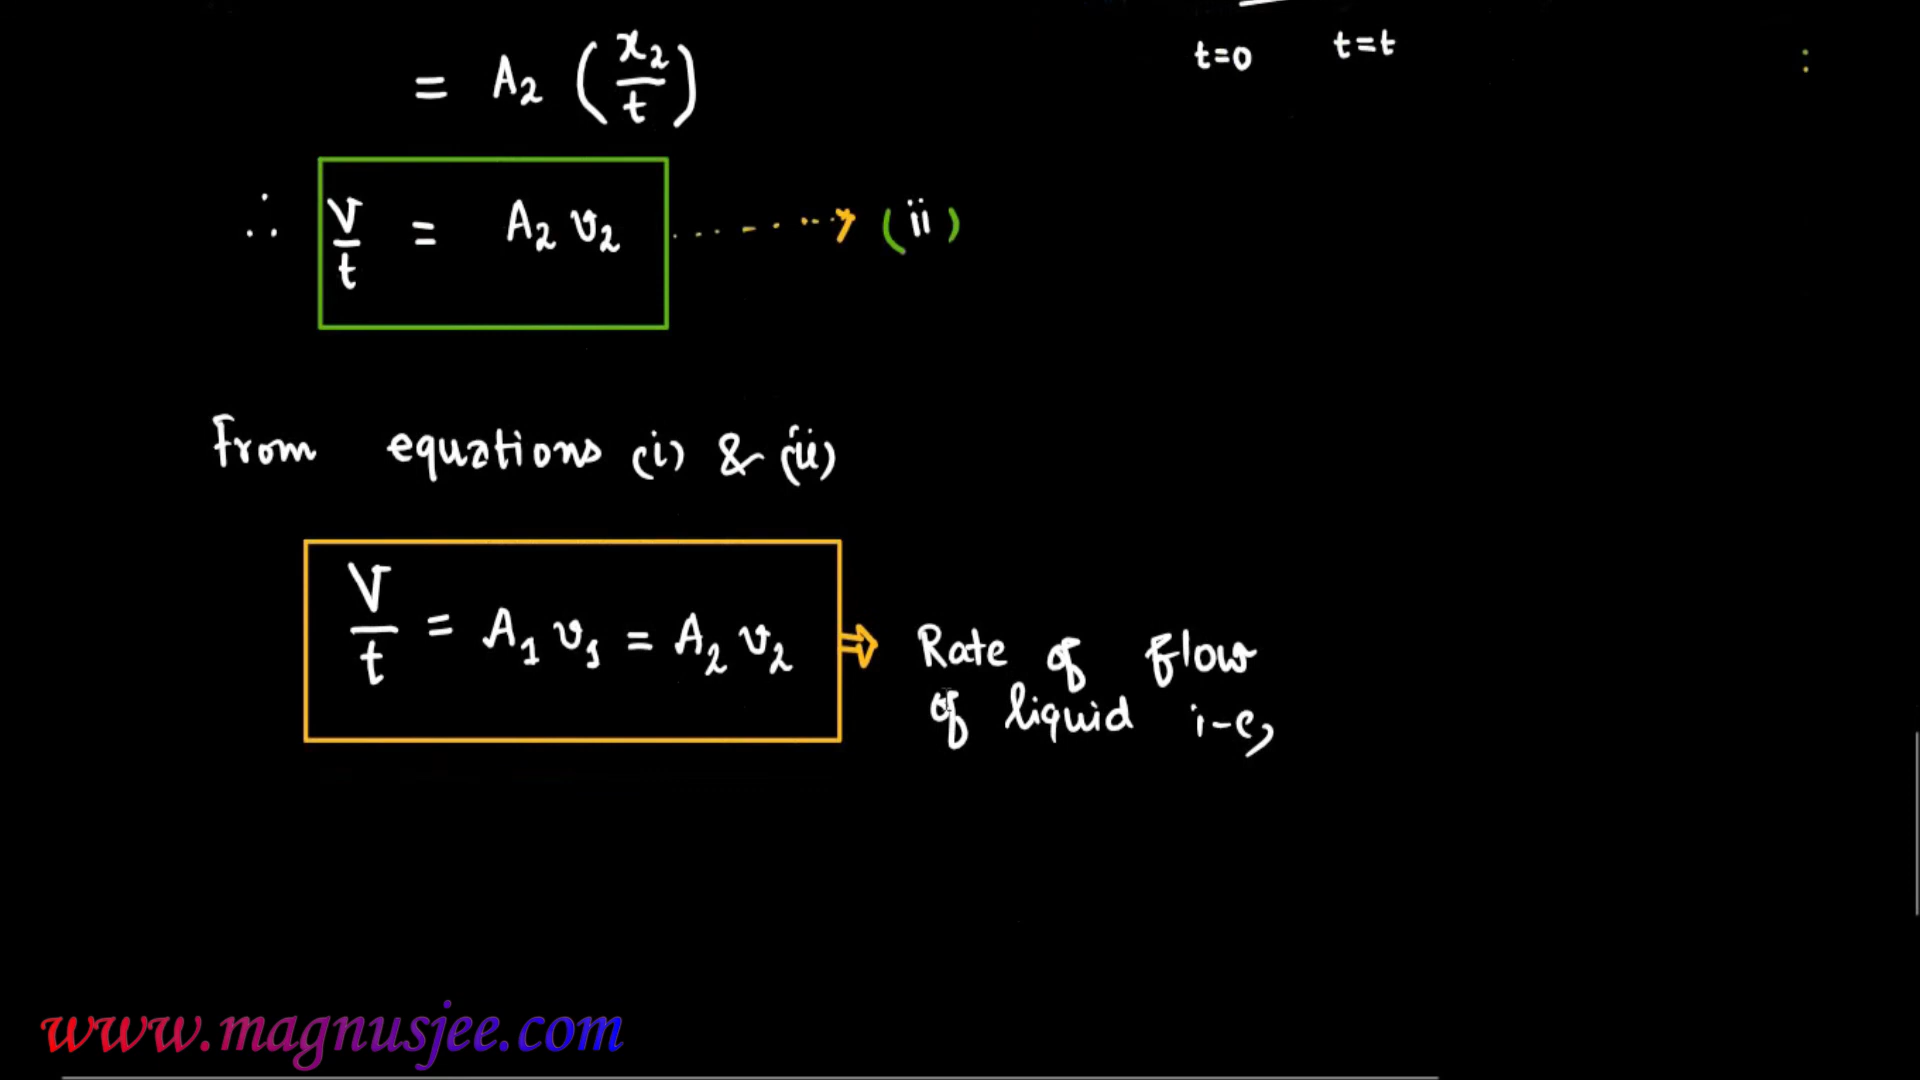 t=0 t=t
= A₂ (x₂/t)
∴ V/t = A₂ v₂ ........→ (ii)
From equations (i) & (ii)
V/t = A₁ v₁ = A₂ v₂ ⇒ Rate of flow
of liquid i-e,
www.magnusjee.com